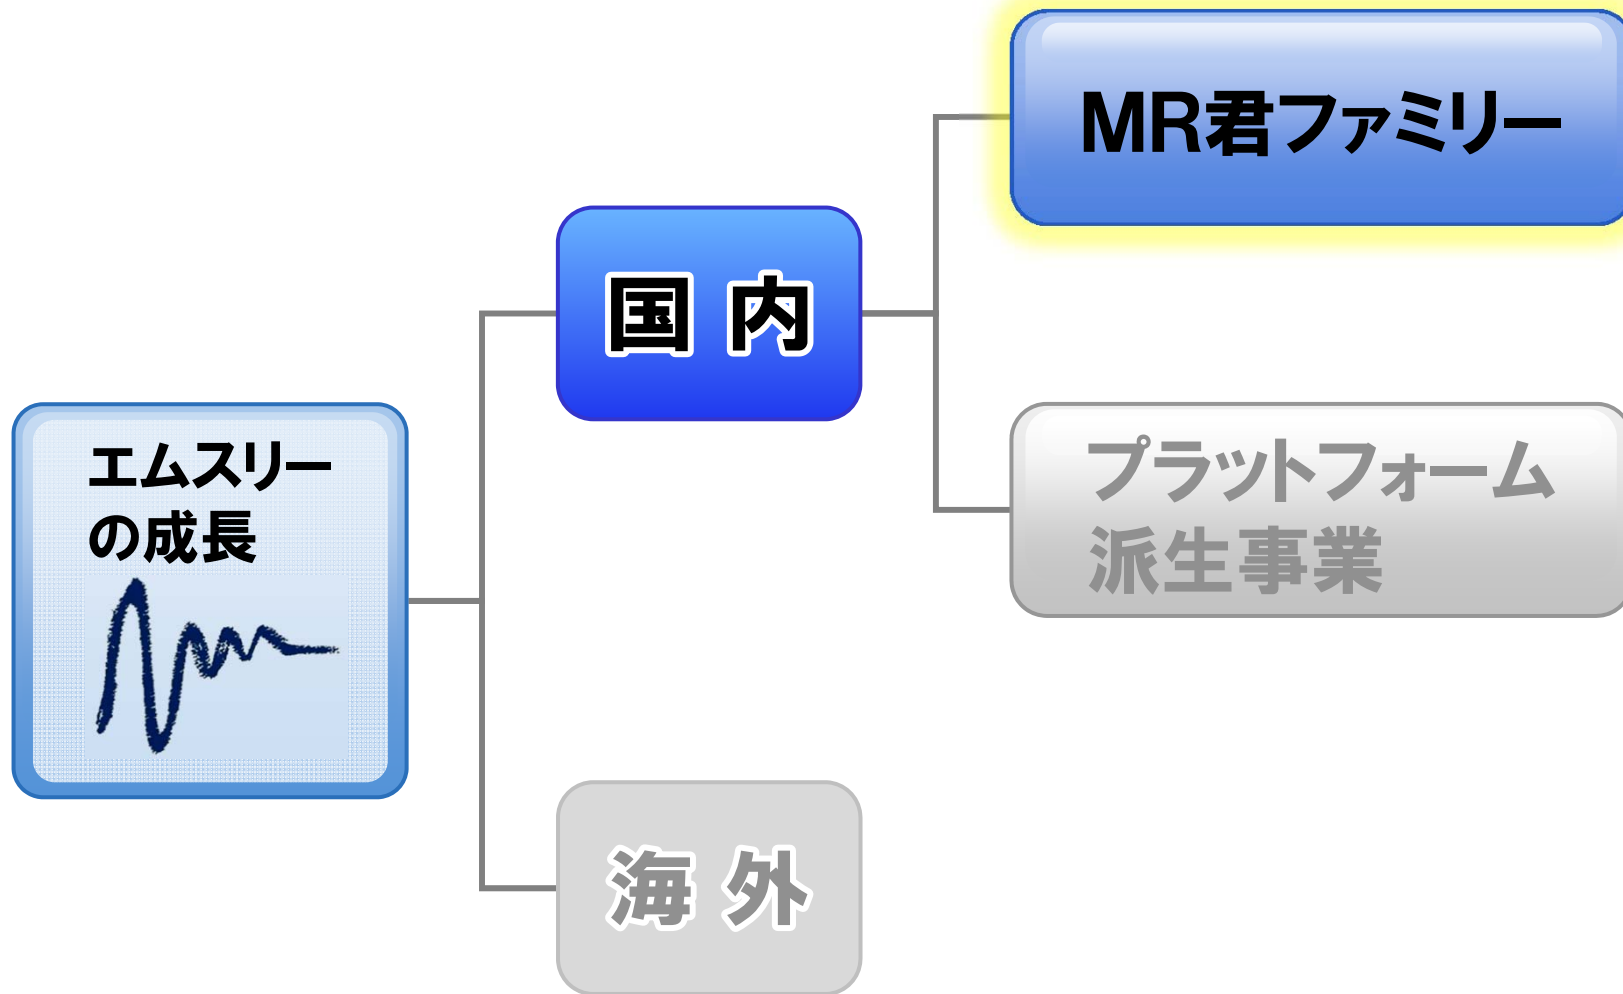 エムスリー
の成長
国 内
海 外
MR君ファミリー
プラットフォーム
派生事業